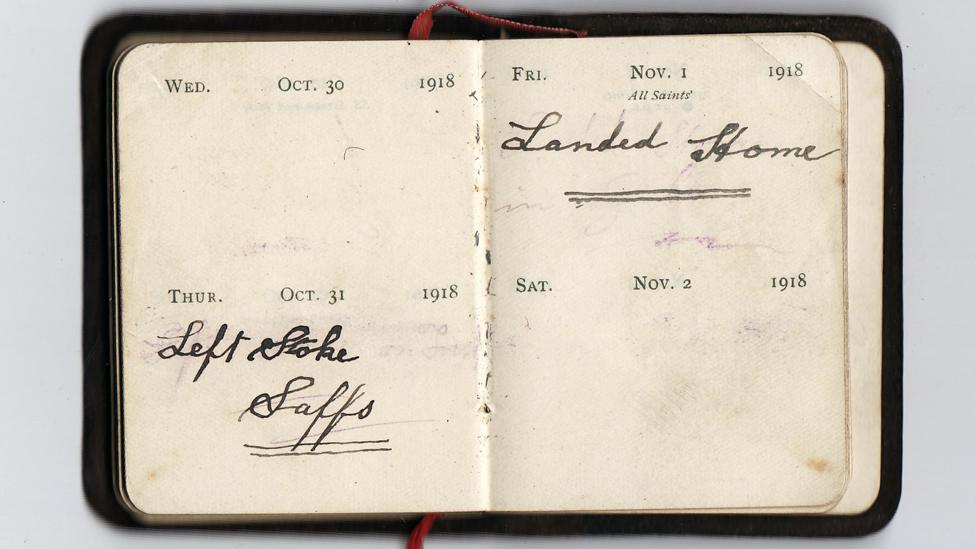 WED. OCT. 30 1918
THUR. OCT. 31 1918
Left Stoke
Saffs
FRI. NOV. 1 1918
All Saints'
Landed Home
SAT. NOV. 2 1918